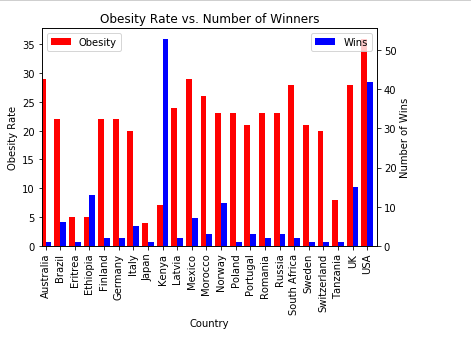 Obesity Rate vs. Number of Winners
Obesity
Wins
35
30
25
20
15
10
5
0
Obesity Rate
50
40
30
20
10
0
Number of Wins
Australia
Brazil
Eritrea
Ethiopia
Finland
Germany
Italy
Japan
Kenya
Latvia
Mexico
Morocco
Norway
Poland
Portugal
Romania
Russia
South Africa
Sweden
Switzerland
Tanzania
UK
USA
Country